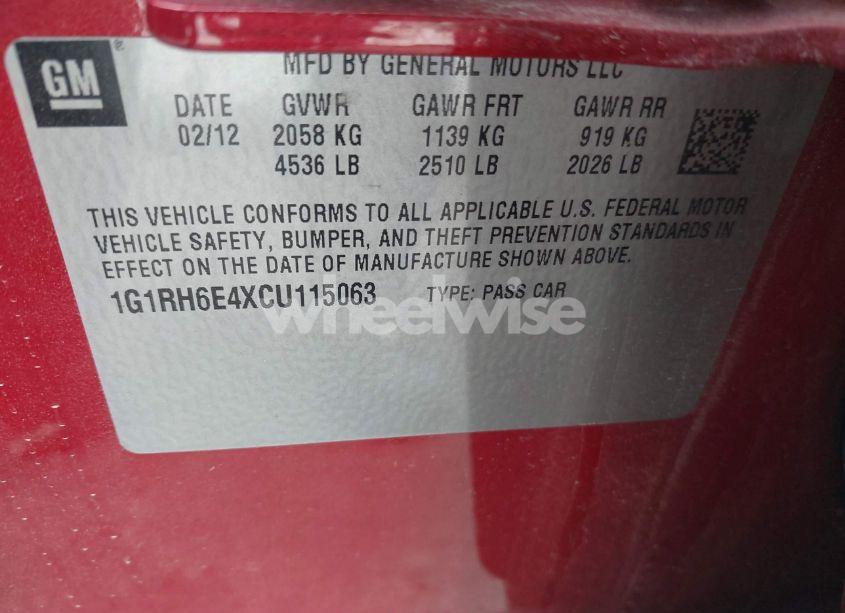 GM
MFD BY GENERAL MOTORS LLC
DATE GVWR GAWR FRT GAWR RR
02/12 2058 KG 1139 KG 919 KG
4536 LB 2510 LB 2026 LB
THIS VEHICLE CONFORMS TO ALL APPLICABLE U.S. FEDERAL MOTOR
VEHICLE SAFETY, BUMPER, AND THEFT PREVENTION STANDARDS IN
EFFECT ON THE DATE OF MANUFACTURE SHOWN ABOVE.
1G1RH6E4XCU115063 TYPE: PASS CAR
wheelwise